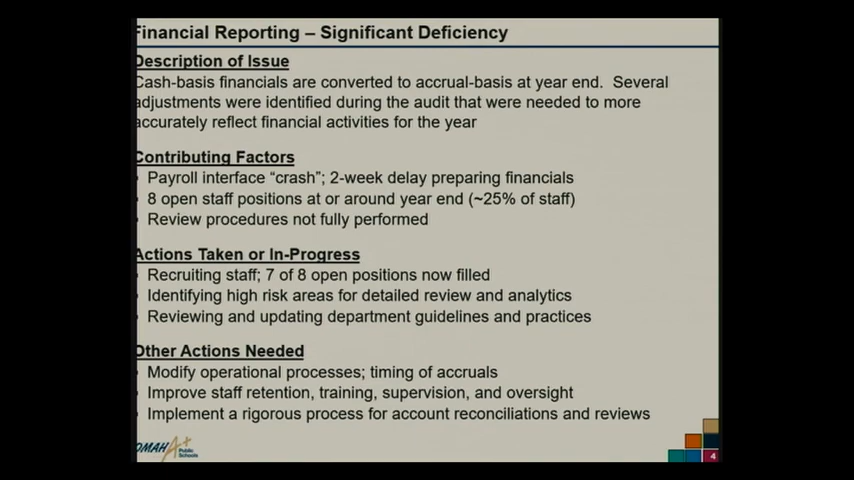 Financial Reporting – Significant Deficiency
Description of Issue
Cash-basis financials are converted to accrual-basis at year end. Several
adjustments were identified during the audit that were needed to more
accurately reflect financial activities for the year
Contributing Factors
Payroll interface “crash”; 2-week delay preparing financials
8 open staff positions at or around year end (~25% of staff)
Review procedures not fully performed
Actions Taken or In-Progress
Recruiting staff; 7 of 8 open positions now filled
Identifying high risk areas for detailed review and analytics
Reviewing and updating department guidelines and practices
Other Actions Needed
Modify operational processes; timing of accruals
Improve staff retention, training, supervision, and oversight
Implement a rigorous process for account reconciliations and reviews
OMAHA
Public
Schools
4